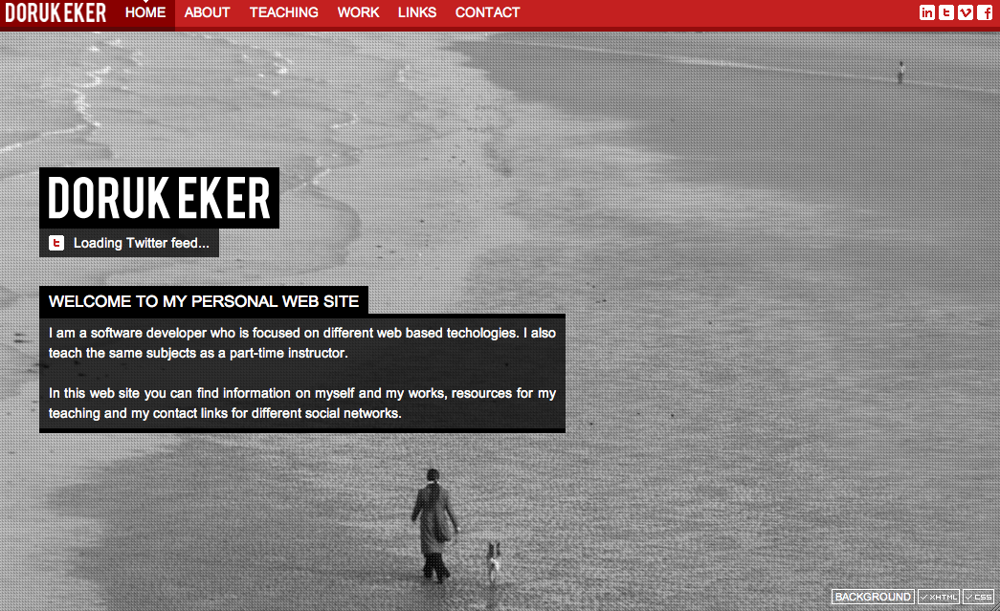 DORUK EKER HOME ABOUT TEACHING WORK LINKS CONTACT
DORUK EKER
Loading Twitter feed...
WELCOME TO MY PERSONAL WEB SITE
I am a software developer who is focused on different web based techologies. I also
teach the same subjects as a part-time instructor.
In this web site you can find information on myself and my works, resources for my
teaching and my contact links for different social networks.
BACKGROUND XHTML CSS